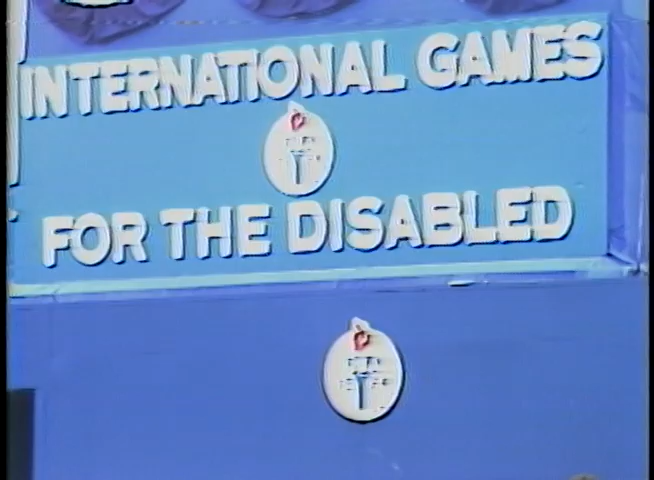 INTERNATIONAL GAMES
FOR THE DISABLED